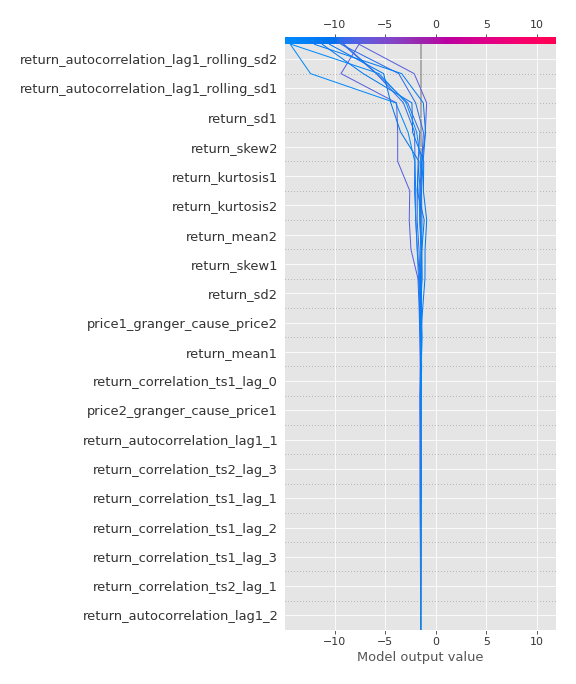 −10 −5 0 5 10
return_autocorrelation_lag1_rolling_sd2
return_autocorrelation_lag1_rolling_sd1
return_sd1
return_skew2
return_kurtosis1
return_kurtosis2
return_mean2
return_skew1
return_sd2
price1_granger_cause_price2
return_mean1
return_correlation_ts1_lag_0
price2_granger_cause_price1
return_autocorrelation_lag1_1
return_correlation_ts2_lag_3
return_correlation_ts1_lag_1
return_correlation_ts1_lag_2
return_correlation_ts1_lag_3
return_correlation_ts2_lag_1
return_autocorrelation_lag1_2
−10 −5 0 5 10
Model output value